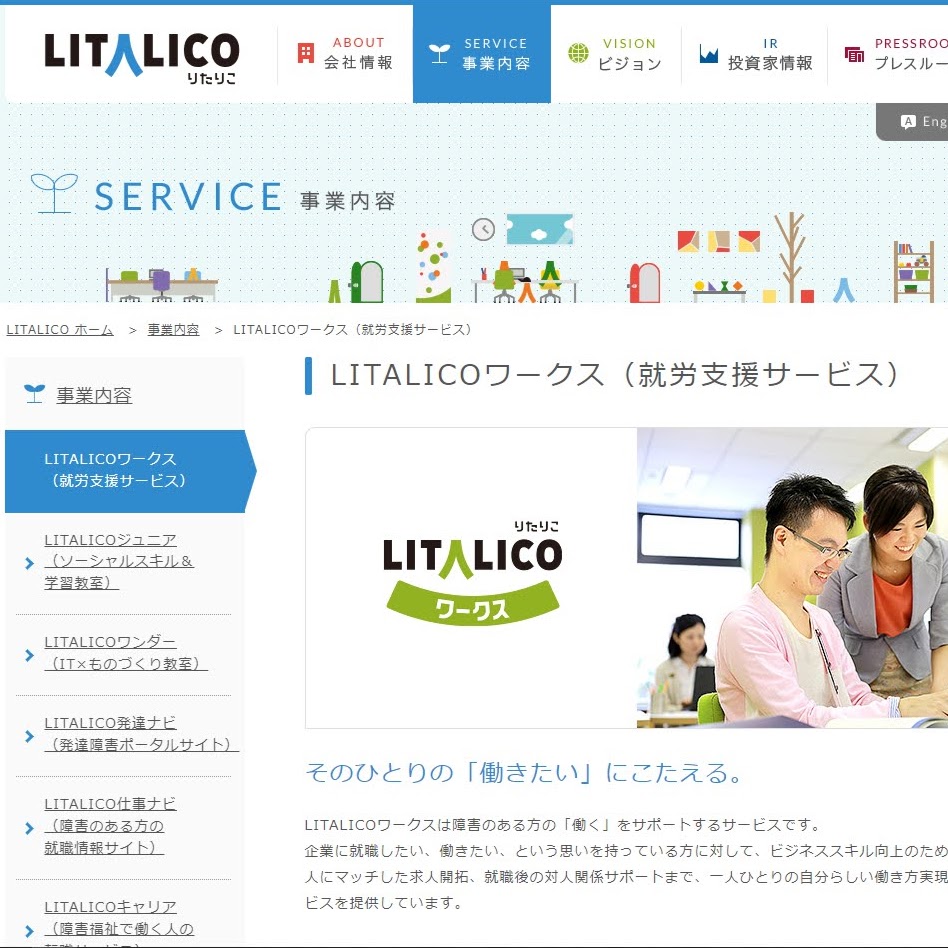 LITALICO
りたりこ
ABOUT
会社情報
SERVICE
事業内容
VISION
ビジョン
IR
投資家情報
PRESSROO
プレスルー
A Eng
SERVICE 事業内容
LITALICO ホーム > 事業内容 > LITALICOワークス（就労支援サービス）
事業内容
LITALICOワークス
（就労支援サービス）
LITALICOジュニア
（ソーシャルスキル＆
学習教室）
LITALICOワンダー
（IT×ものづくり教室）
LITALICO発達ナビ
（発達障害ポータルサイト）
LITALICO仕事ナビ
（障害のある方の
就職情報サイト）
LITALICOキャリア
（障害福祉で働く人の
LITALICOワークス（就労支援サービス）
りたりこ
LITALICO
ワークス
そのひとりの「働きたい」にこたえる。
LITALICOワークスは障害のある方の「働く」をサポートするサービスです。
企業に就職したい、働きたい、という思いを持っている方に対して、ビジネススキル向上のため
人にマッチした求人開拓、就職後の対人関係サポートまで、一人ひとりの自分らしい働き方実現
ビスを提供しています。